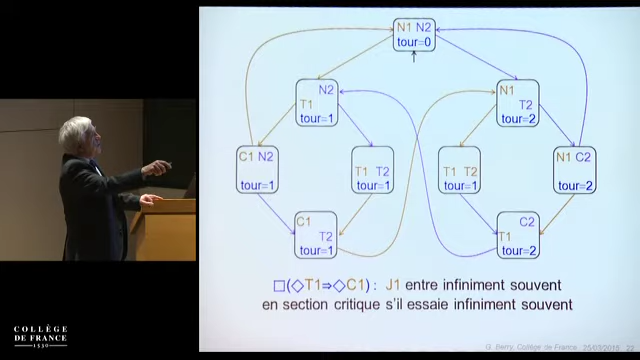 N1 N2
tour=0
N2
T1
tour=1
N1
T2
tour=2
C1 N2
tour=1
T1 T2
tour=1
T1 T2
tour=1
N1 C2
tour=2
C1
T2
tour=1
C2
T1
tour=2
□(◇T1⇒◇C1) : J1 entre infiniment souvent
en section critique s'il essaie infiniment souvent
COLLÈGE
DE FRANCE
1530
G. Berry, Collège de France 25/03/2015 22